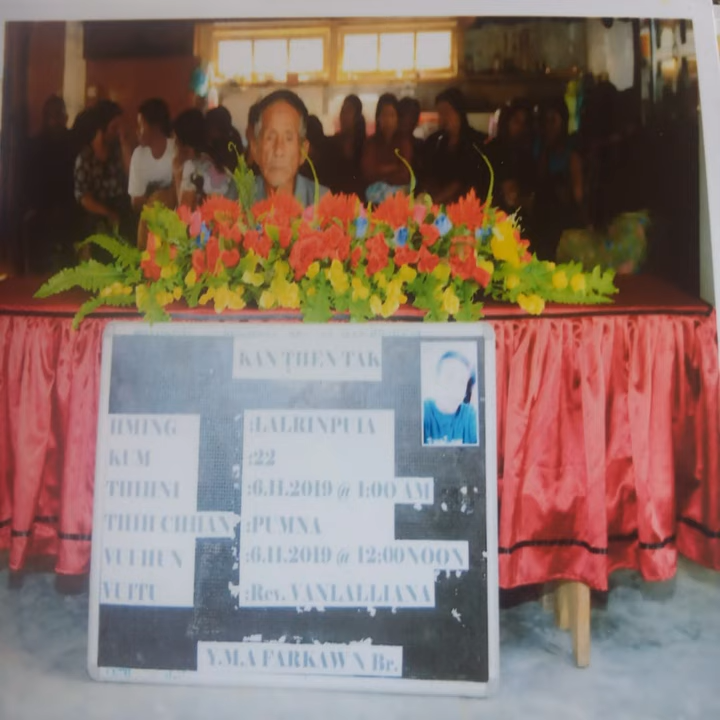 KAN THEN TAK
HMING :LALRINPUIA
KUM :22
THIHNI :6.11.2019 @ 1:00 AM
THIH CHHAN :PUMNA
VUI HUN :6.11.2019 @ 12:00NOON
VUITU :Rev. VANLALLIANA
Y.M.A FARKAWN Br.